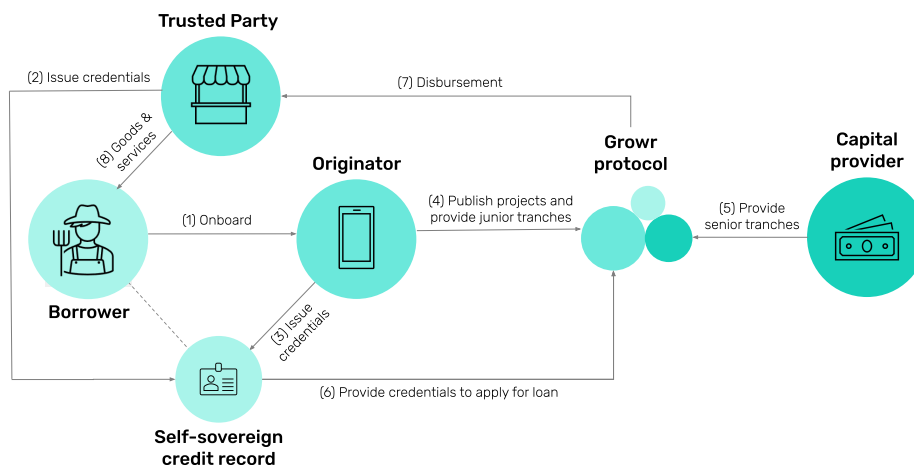 Trusted Party
(2) Issue credentials
(7) Disbursement
(8) Goods &
services
Originator
Growr
protocol
Capital
provider
(1) Onboard
(4) Publish projects and
provide junior tranches
(5) Provide
senior tranches
Borrower
(3) Issue
credentials
(6) Provide credentials to apply for loan
Self-sovereign
credit record